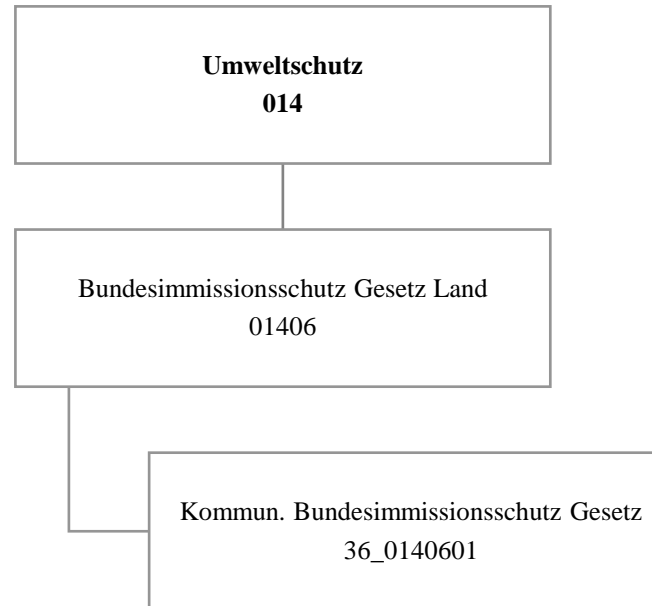 Umweltschutz
014
Bundesimmissionsschutz Gesetz Land
01406
Kommun. Bundesimmissionsschutz Gesetz
36_0140601